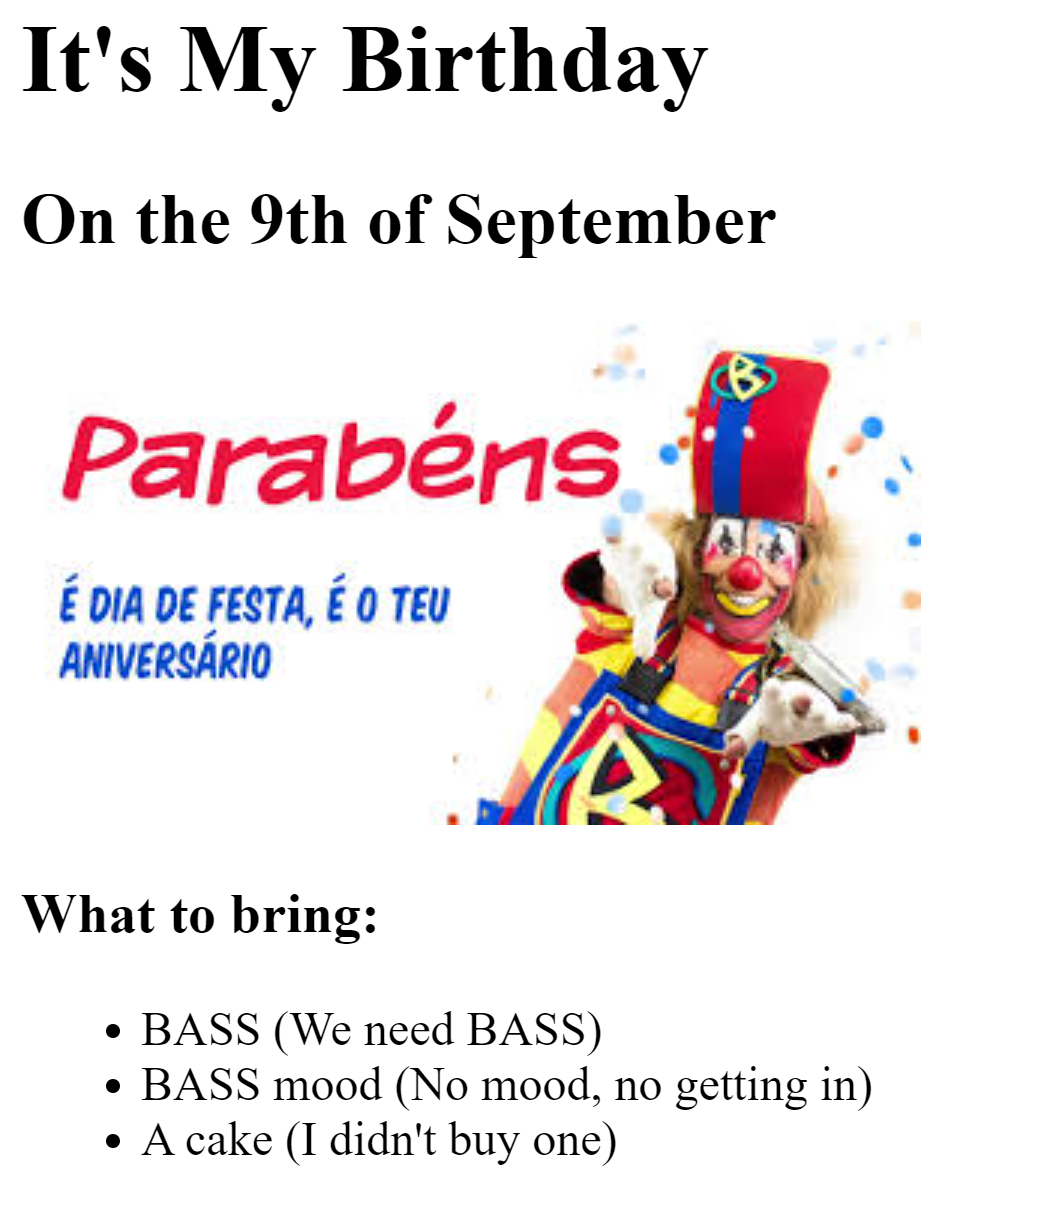 It's My Birthday
On the 9th of September
Parabéns
É DIA DE FESTA, É O TEU
ANIVERSÁRIO
B
B
What to bring:
• BASS (We need BASS)
• BASS mood (No mood, no getting in)
• A cake (I didn't buy one)